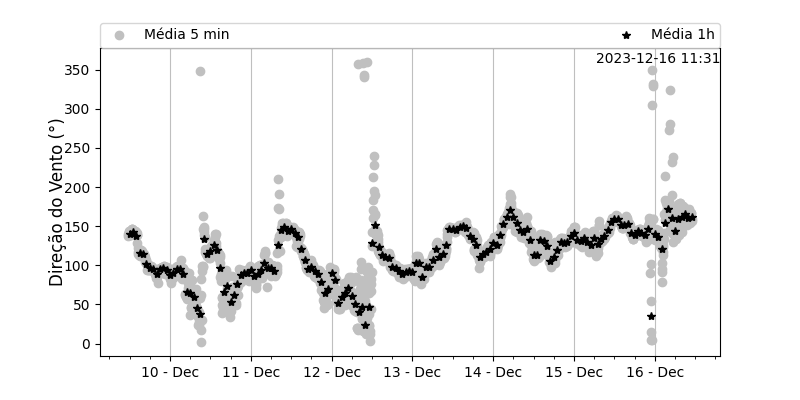 Média 5 min
Média 1h
2023-12-16 11:31
Direção do Vento (°)
350
300
250
200
150
100
50
0
10 - Dec
11 - Dec
12 - Dec
13 - Dec
14 - Dec
15 - Dec
16 - Dec